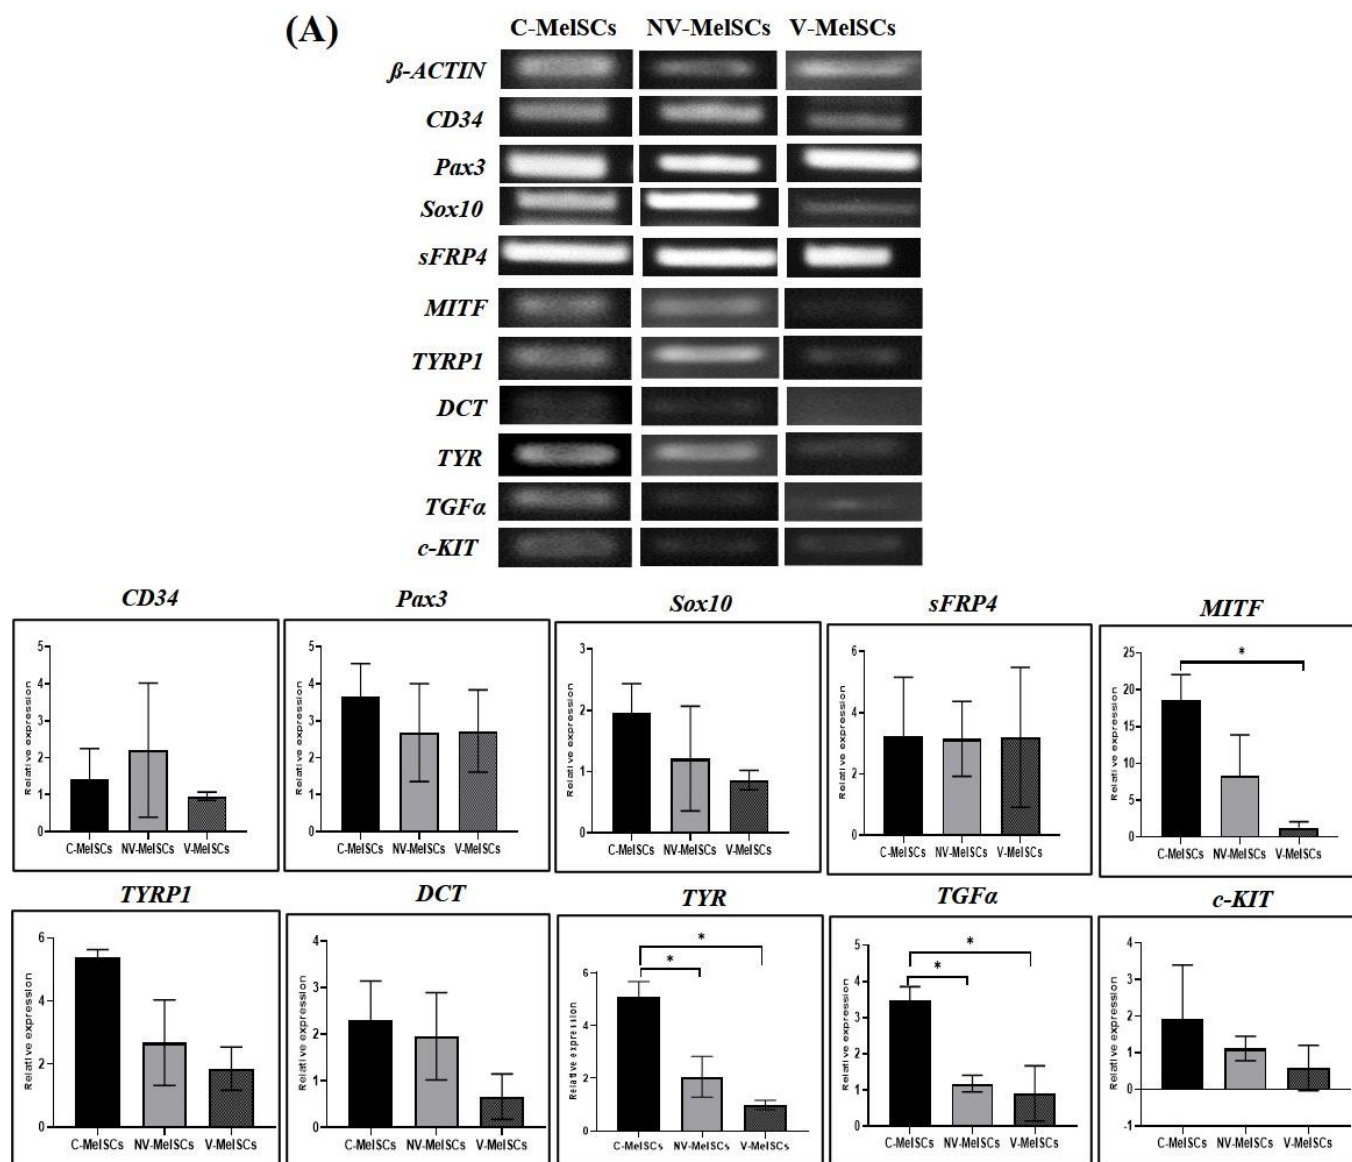 (A)
C-MelSCs NV-MelSCs V-MelSCs
ß-ACTIN
CD34
Pax3
Sox10
sFRP4
MITF
TYRP1
DCT
TYR
TGFα
c-KIT
CD34 Pax3 Sox10 sFRP4 MITF
Relative expression
5
4
3
2
1
0
C-MelSCs NV-MelSCs V-MelSCs
Relative expression
5
4
3
2
1
0
C-MelSCs NV-MelSCs V-MelSCs
Relative expression
3
2
1
0
C-MelSCs NV-MelSCs V-MelSCs
Relative expression
6
4
2
0
C-MelSCs NV-MelSCs V-MelSCs
Relative expression
25
20
15
10
5
0
*
C-MelSCs NV-MelSCs V-MelSCs
TYRP1 DCT TYR TGFα c-KIT
Relative expression
6
4
2
0
C-MelSCs NV-MelSCs V-MelSCs
Relative expression
4
3
2
1
0
C-MelSCs NV-MelSCs V-MelSCs
Relative expression
6
4
2
0
*
*
C-MelSCs NV-MelSCs V-MelSCs
Relative expression
5
4
3
2
1
0
*
*
C-MelSCs NV-MelSCs V-MelSCs
Relative expression
4
3
2
1
0
-1
C-MelSCs NV-MelSCs V-MelSCs